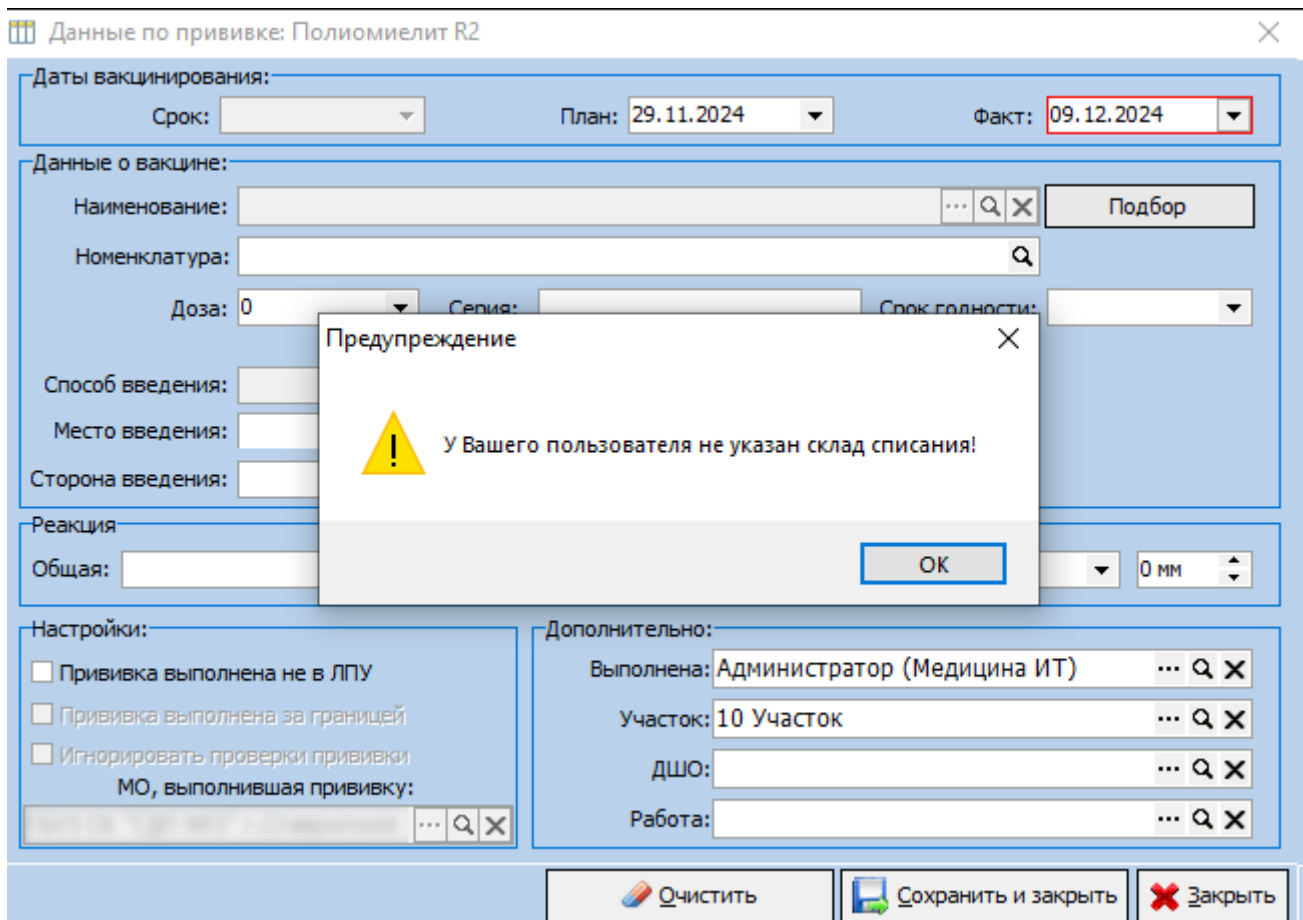 Данные по прививке: Полиомиелит R2
Даты вакцинирования:
Срок:
План: 29.11.2024
Факт: 09.12.2024
Данные о вакцине:
Наименование:
Подбор
Номенклатура:
Доза: 0
Серия:
Срок годности:
Предупреждение
У Вашего пользователя не указан склад списания!
ОК
Способ введения:
Место введения:
Сторона введения:
Реакция
Общая:
0 мм
Настройки:
Прививка выполнена не в ЛПУ
Прививка выполнена за границей
Игнорировать проверки прививки
МО, выполнившая прививку:
Дополнительно:
Выполнена: Администратор (Медицина ИТ)
Участок: 10 Участок
ДШО:
Работа:
Очистить
Сохранить и закрыть
Закрыть